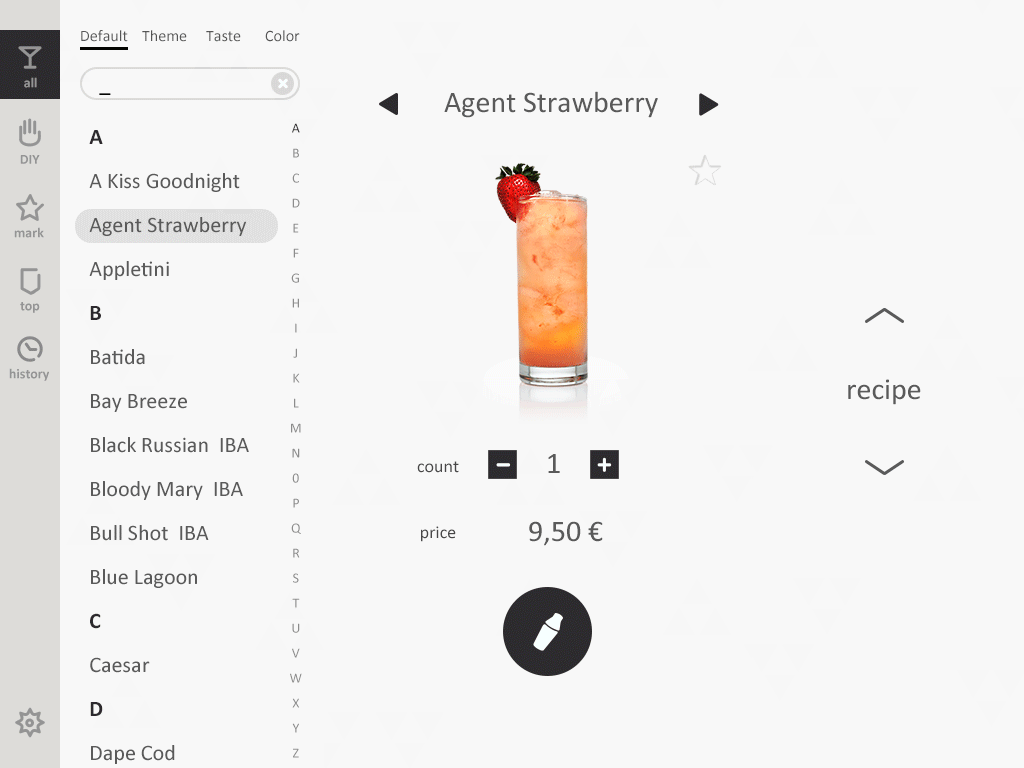 all
DIY
mark
top
history
Default Theme Taste Color
_
A
A Kiss Goodnight
Agent Strawberry
Appletini
B
Batida
Bay Breeze
Black Russian IBA
Bloody Mary IBA
Bull Shot IBA
Blue Lagoon
C
Caesar
D
Dape Cod
A
B
C
D
E
F
G
H
I
J
K
L
M
N
0
P
Q
R
S
T
U
V
W
X
Y
Z
Agent Strawberry
count 1
price 9,50 €
recipe